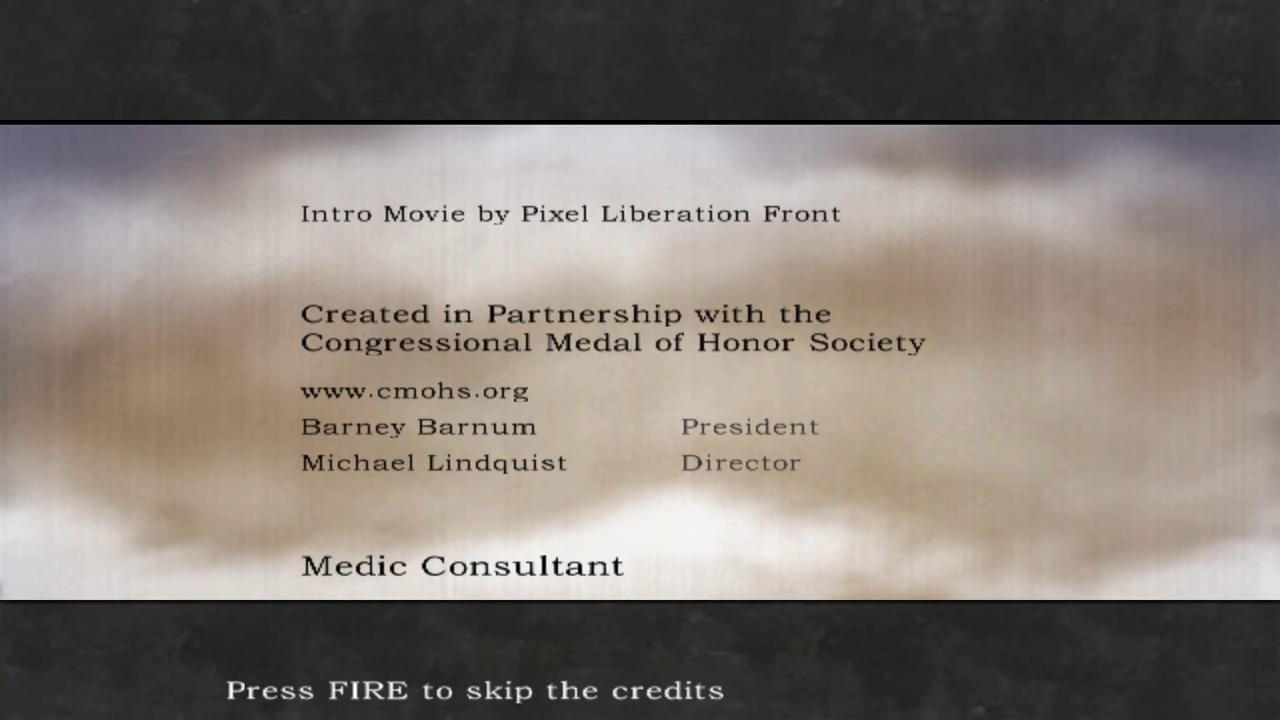 Intro Movie by Pixel Liberation Front
Created in Partnership with the
Congressional Medal of Honor Society
www.cmohs.org
Barney Barnum President
Michael Lindquist Director
Medic Consultant
Press FIRE to skip the credits